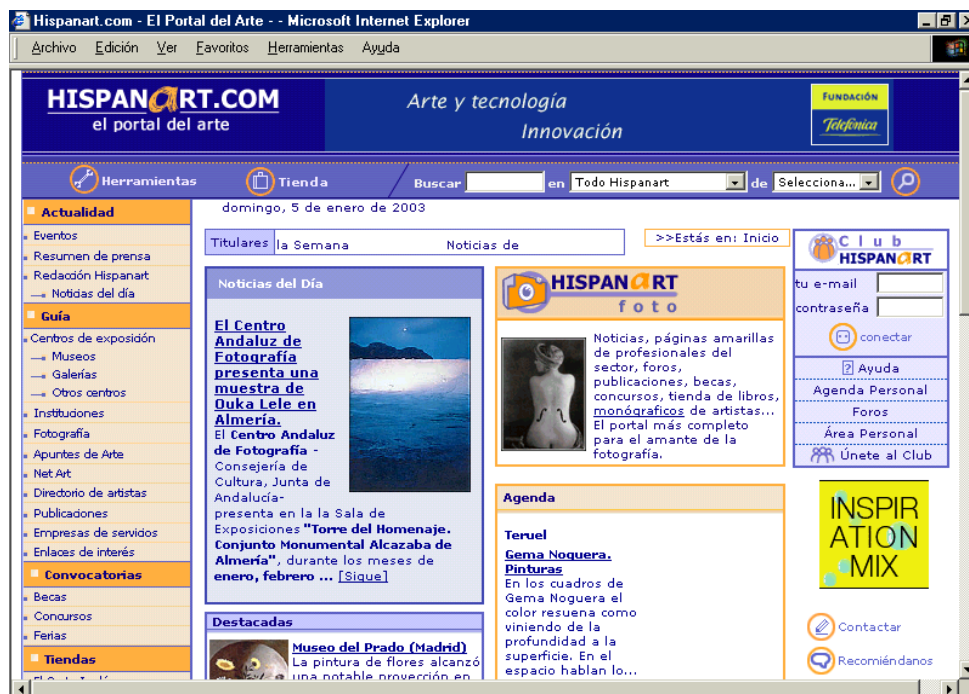 Hispanart.com - El Portal del Arte - - Microsoft Internet Explorer
Archivo Edición Ver Favoritos Herramientas Ayuda
HISPANART.COM
el portal del arte
Arte y tecnología
Innovación
FUNDACIÓN
Telefónica
Herramientas
Tienda
Buscar en Todo Hispanart de Selecciona...
Actualidad
Eventos
Resumen de prensa
Redacción Hispanart
Noticias del día
Guía
Centros de exposición
Museos
Galerías
Otros centros
Instituciones
Fotografía
Apuntes de Arte
Net Art
Directorio de artistas
Publicaciones
Empresas de servicios
Enlaces de interés
Convocatorias
Becas
Concursos
Ferias
Tiendas
domingo, 5 de enero de 2003
Titulares la Semana Noticias de
>>Estás en: Inicio
Noticias del Día
El Centro
Andaluz de
Fotografía
presenta una
muestra de
Ouka Lele en
Almería.
El Centro Andaluz
de Fotografía -
Consejería de
Cultura, Junta de
Andalucía-
presenta en la la Sala de
Exposiciones "Torre del Homenaje.
Conjunto Monumental Alcazaba de
Almería", durante los meses de
enero, febrero ... [Sigue]
Destacadas
Museo del Prado (Madrid)
La pintura de flores alcanzó
una notable proyección en
HISPANART
foto
Noticias, páginas amarillas
de profesionales del
sector, foros,
publicaciones, becas,
concursos, tienda de libros,
monógraficos de artistas...
El portal más completo
para el amante de la
fotografía.
Agenda
Teruel
Gema Noguera.
Pinturas
En los cuadros de
Gema Noguera el
color resuena como
viniendo de la
profundidad a la
superficie. En el
espacio hablan lo...
Club
HISPANART
tu e-mail
contraseña
conectar
Ayuda
Agenda Personal
Foros
Área Personal
Únete al Club
INSPIR
ATION
MIX
Contactar
Recomiéndanos